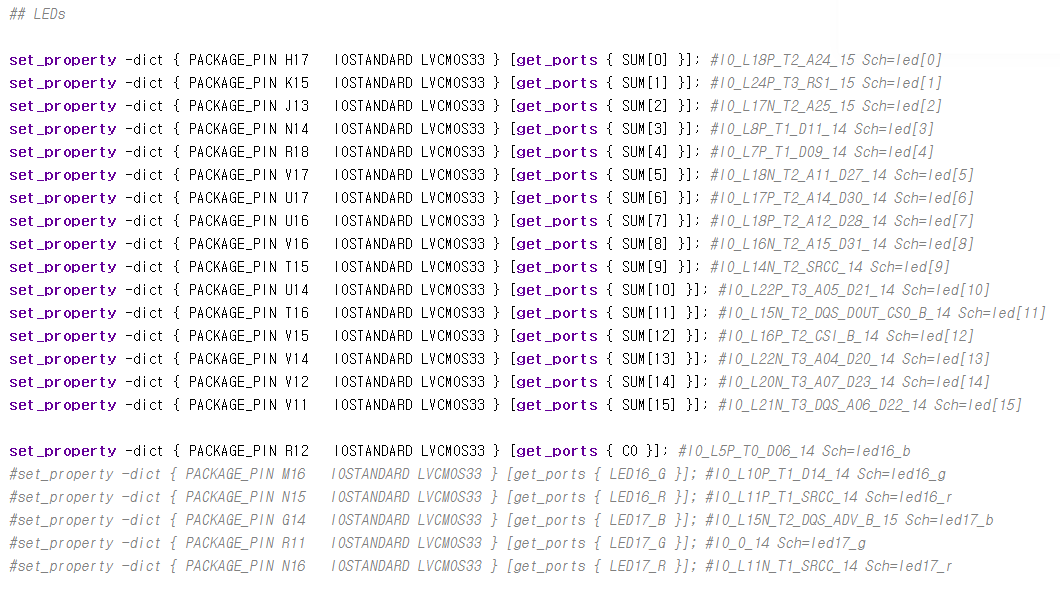 ## LEDs
set_property -dict { PACKAGE_PIN H17 IOSTANDARD LVCMOS33 } [get_ports { SUM[0] }]; #IO_L18P_T2_A24_15 Sch=led[0]
set_property -dict { PACKAGE_PIN K15 IOSTANDARD LVCMOS33 } [get_ports { SUM[1] }]; #IO_L24P_T3_RS1_15 Sch=led[1]
set_property -dict { PACKAGE_PIN J13 IOSTANDARD LVCMOS33 } [get_ports { SUM[2] }]; #IO_L17N_T2_A25_15 Sch=led[2]
set_property -dict { PACKAGE_PIN N14 IOSTANDARD LVCMOS33 } [get_ports { SUM[3] }]; #IO_L8P_T1_D11_14 Sch=led[3]
set_property -dict { PACKAGE_PIN R18 IOSTANDARD LVCMOS33 } [get_ports { SUM[4] }]; #IO_L7P_T1_D09_14 Sch=led[4]
set_property -dict { PACKAGE_PIN V17 IOSTANDARD LVCMOS33 } [get_ports { SUM[5] }]; #IO_L18N_T2_A11_D27_14 Sch=led[5]
set_property -dict { PACKAGE_PIN U17 IOSTANDARD LVCMOS33 } [get_ports { SUM[6] }]; #IO_L17P_T2_A14_D30_14 Sch=led[6]
set_property -dict { PACKAGE_PIN U16 IOSTANDARD LVCMOS33 } [get_ports { SUM[7] }]; #IO_L18P_T2_A12_D28_14 Sch=led[7]
set_property -dict { PACKAGE_PIN V16 IOSTANDARD LVCMOS33 } [get_ports { SUM[8] }]; #IO_L16N_T2_A15_D31_14 Sch=led[8]
set_property -dict { PACKAGE_PIN T15 IOSTANDARD LVCMOS33 } [get_ports { SUM[9] }]; #IO_L14N_T2_SRCC_14 Sch=led[9]
set_property -dict { PACKAGE_PIN U14 IOSTANDARD LVCMOS33 } [get_ports { SUM[10] }]; #IO_L22P_T3_A05_D21_14 Sch=led[10]
set_property -dict { PACKAGE_PIN T16 IOSTANDARD LVCMOS33 } [get_ports { SUM[11] }]; #IO_L15N_T2_DQS_DOUT_CSO_B_14 Sch=led[11]
set_property -dict { PACKAGE_PIN V15 IOSTANDARD LVCMOS33 } [get_ports { SUM[12] }]; #IO_L16P_T2_CSI_B_14 Sch=led[12]
set_property -dict { PACKAGE_PIN V14 IOSTANDARD LVCMOS33 } [get_ports { SUM[13] }]; #IO_L22N_T3_A04_D20_14 Sch=led[13]
set_property -dict { PACKAGE_PIN V12 IOSTANDARD LVCMOS33 } [get_ports { SUM[14] }]; #IO_L20N_T3_A07_D23_14 Sch=led[14]
set_property -dict { PACKAGE_PIN V11 IOSTANDARD LVCMOS33 } [get_ports { SUM[15] }]; #IO_L21N_T3_DQS_A06_D22_14 Sch=led[15]
set_property -dict { PACKAGE_PIN R12 IOSTANDARD LVCMOS33 } [get_ports { CO }]; #IO_L5P_T0_D06_14 Sch=led16_b
#set_property -dict { PACKAGE_PIN M16 IOSTANDARD LVCMOS33 } [get_ports { LED16_G }]; #IO_L10P_T1_D14_14 Sch=led16_g
#set_property -dict { PACKAGE_PIN N15 IOSTANDARD LVCMOS33 } [get_ports { LED16_R }]; #IO_L11P_T1_SRCC_14 Sch=led16_r
#set_property -dict { PACKAGE_PIN G14 IOSTANDARD LVCMOS33 } [get_ports { LED17_B }]; #IO_L15N_T2_DQS_ADV_B_15 Sch=led17_b
#set_property -dict { PACKAGE_PIN R11 IOSTANDARD LVCMOS33 } [get_ports { LED17_G }]; #IO_0_14 Sch=led17_g
#set_property -dict { PACKAGE_PIN N16 IOSTANDARD LVCMOS33 } [get_ports { LED17_R }]; #IO_L11N_T1_SRCC_14 Sch=led17_r